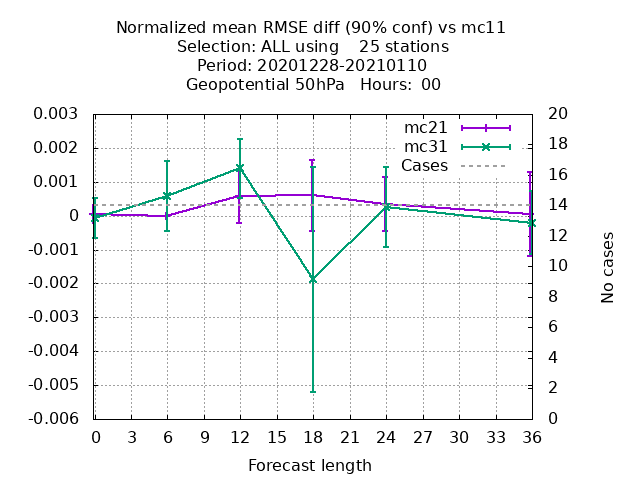 Normalized mean RMSE diff (90% conf) vs mc11
Selection: ALL using    25 stations
Period: 20201228-20210110
Geopotential 50hPa   Hours:  00
mc21
mc31
Cases
0.003
0.002
0.001
0
-0.001
-0.002
-0.003
-0.004
-0.005
-0.006
20
18
16
14
12
10
8
6
4
2
0
No cases
0 3 6 9 12 15 18 21 24 27 30 33 36
Forecast length